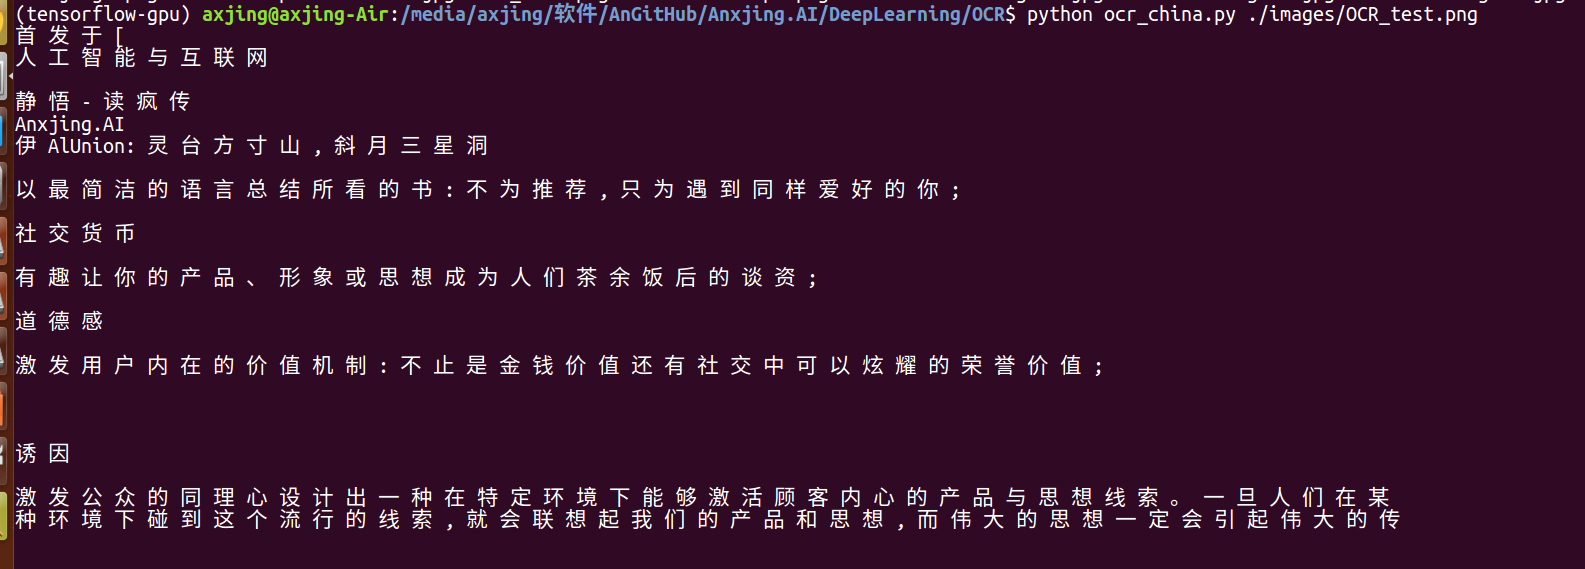 (tensorflow-gpu) axjing@axjing-Air:/media/axjing/软件/AnGitHub/Anxjing.AI/DeepLearning/OCR$ python ocr_china.py ./images/OCR_test.png
首 发 于 [
人 工 智 能 与 互 联 网
静 悟 - 读 疯 传
Anxjing.AI
伊 AlUnion: 灵 台 方 寸 山 , 斜 月 三 星 洞
以 最 简 洁 的 语 言 总 结 所 看 的 书 : 不 为 推 荐 , 只 为 遇 到 同 样 爱 好 的 你 ;
社 交 货 币
有 趣 让 你 的 产 品 、 形 象 或 思 想 成 为 人 们 茶 余 饭 后 的 谈 资 ;
道 德 感
激 发 用 户 内 在 的 价 值 机 制 : 不 止 是 金 钱 价 值 还 有 社 交 中 可 以 炫 耀 的 荣 誉 价 值 ;
诱 因
激 发 公 众 的 同 理 心 设 计 出 一 种 在 特 定 环 境 下 能 够 激 活 顾 客 内 心 的 产 品 与 思 想 线 索 。 一 旦 人 们 在 某
种 环 境 下 碰 到 这 个 流 行 的 线 索 , 就 会 联 想 起 我 们 的 产 品 和 思 想 , 而 伟 大 的 思 想 一 定 会 引 起 伟 大 的 传